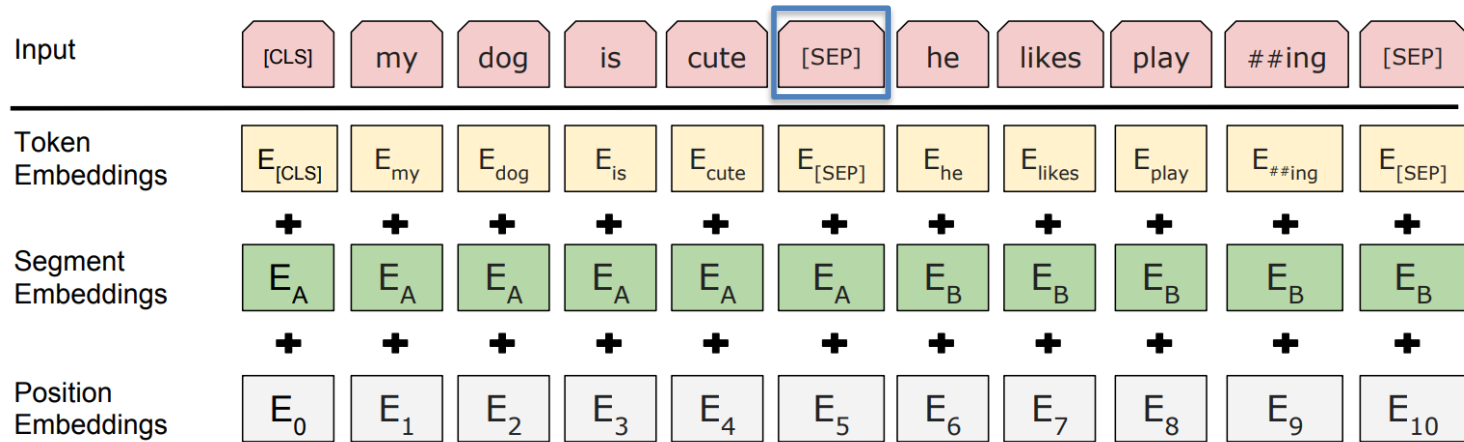 Input [CLS] my dog is cute [SEP] he likes play ##ing [SEP]
Token
Embeddings
E[CLS] Emy Edog Eis Ecute E[SEP] Ehe Elikes Eplay E##ing E[SEP]
+ + + + + + + + + + +
Segment
Embeddings
EA EA EA EA EA EA EB EB EB EB EB
+ + + + + + + + + + +
Position
Embeddings
E0 E1 E2 E3 E4 E5 E6 E7 E8 E9 E10